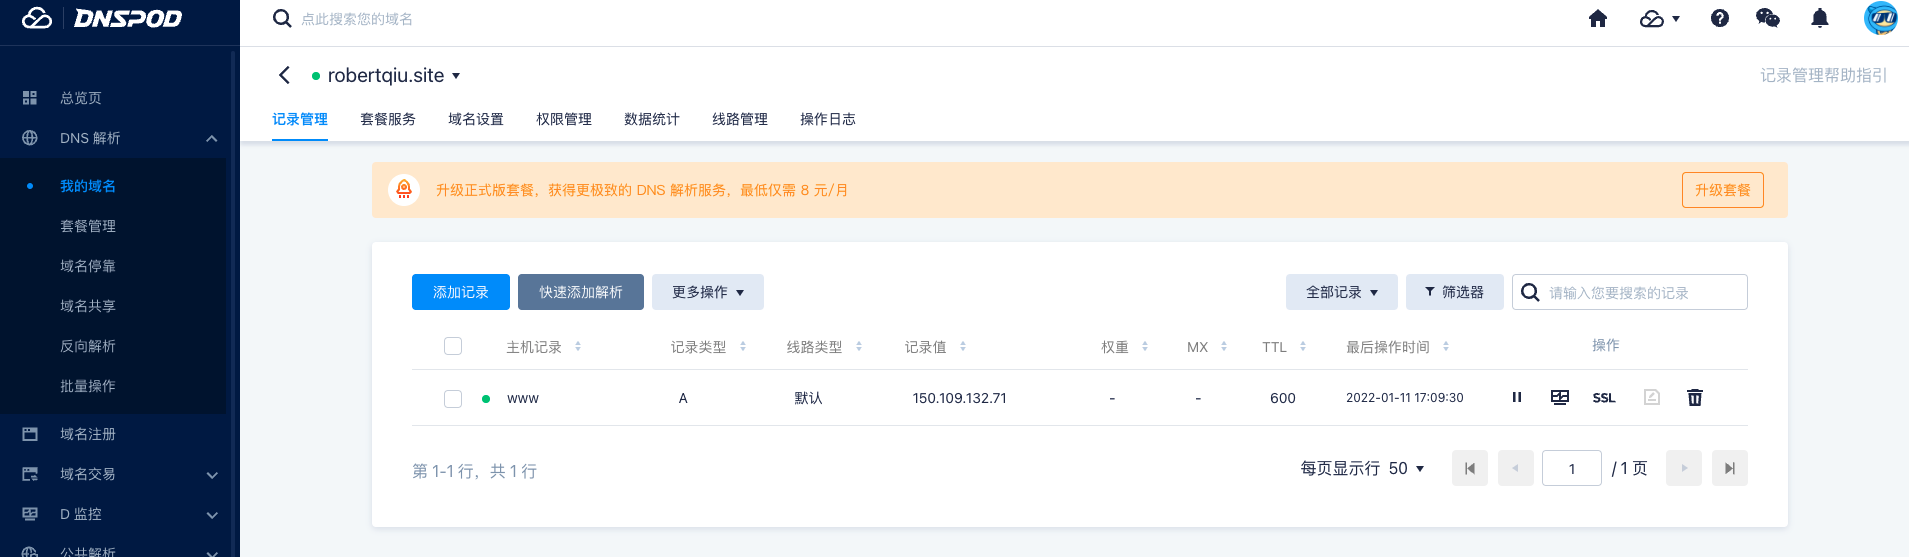 DNSPOD
点此搜索您的域名
总览页
DNS 解析
我的域名
套餐管理
域名停靠
域名共享
反向解析
批量操作
域名注册
域名交易
D 监控
公共解析
robertqiu.site
记录管理帮助指引
记录管理 套餐服务 域名设置 权限管理 数据统计 线路管理 操作日志
升级正式版套餐，获得更极致的 DNS 解析服务，最低仅需 8 元/月
升级套餐
添加记录 快速添加解析 更多操作 全部记录 筛选器 请输入您要搜索的记录
主机记录 记录类型 线路类型 记录值 权重 MX TTL 最后操作时间 操作
www A 默认 150.109.132.71 - - 600 2022-01-11 17:09:30 SSL
第 1-1 行，共 1 行 每页显示行 50 1 / 1 页